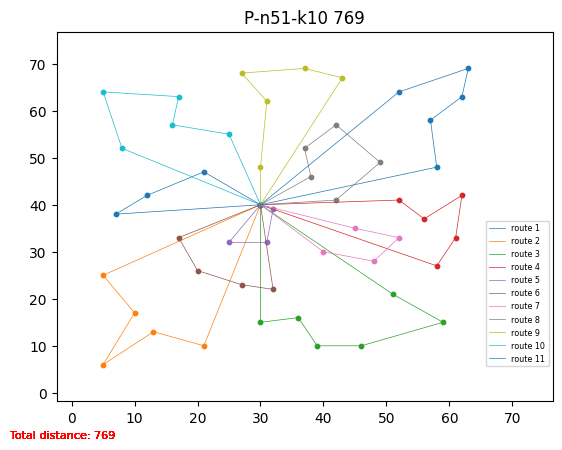 P-n51-k10 769
70
60
50
40
30
20
10
0
0 10 20 30 40 50 60 70
route 1
route 2
route 3
route 4
route 5
route 6
route 7
route 8
route 9
route 10
route 11
Total distance: 769